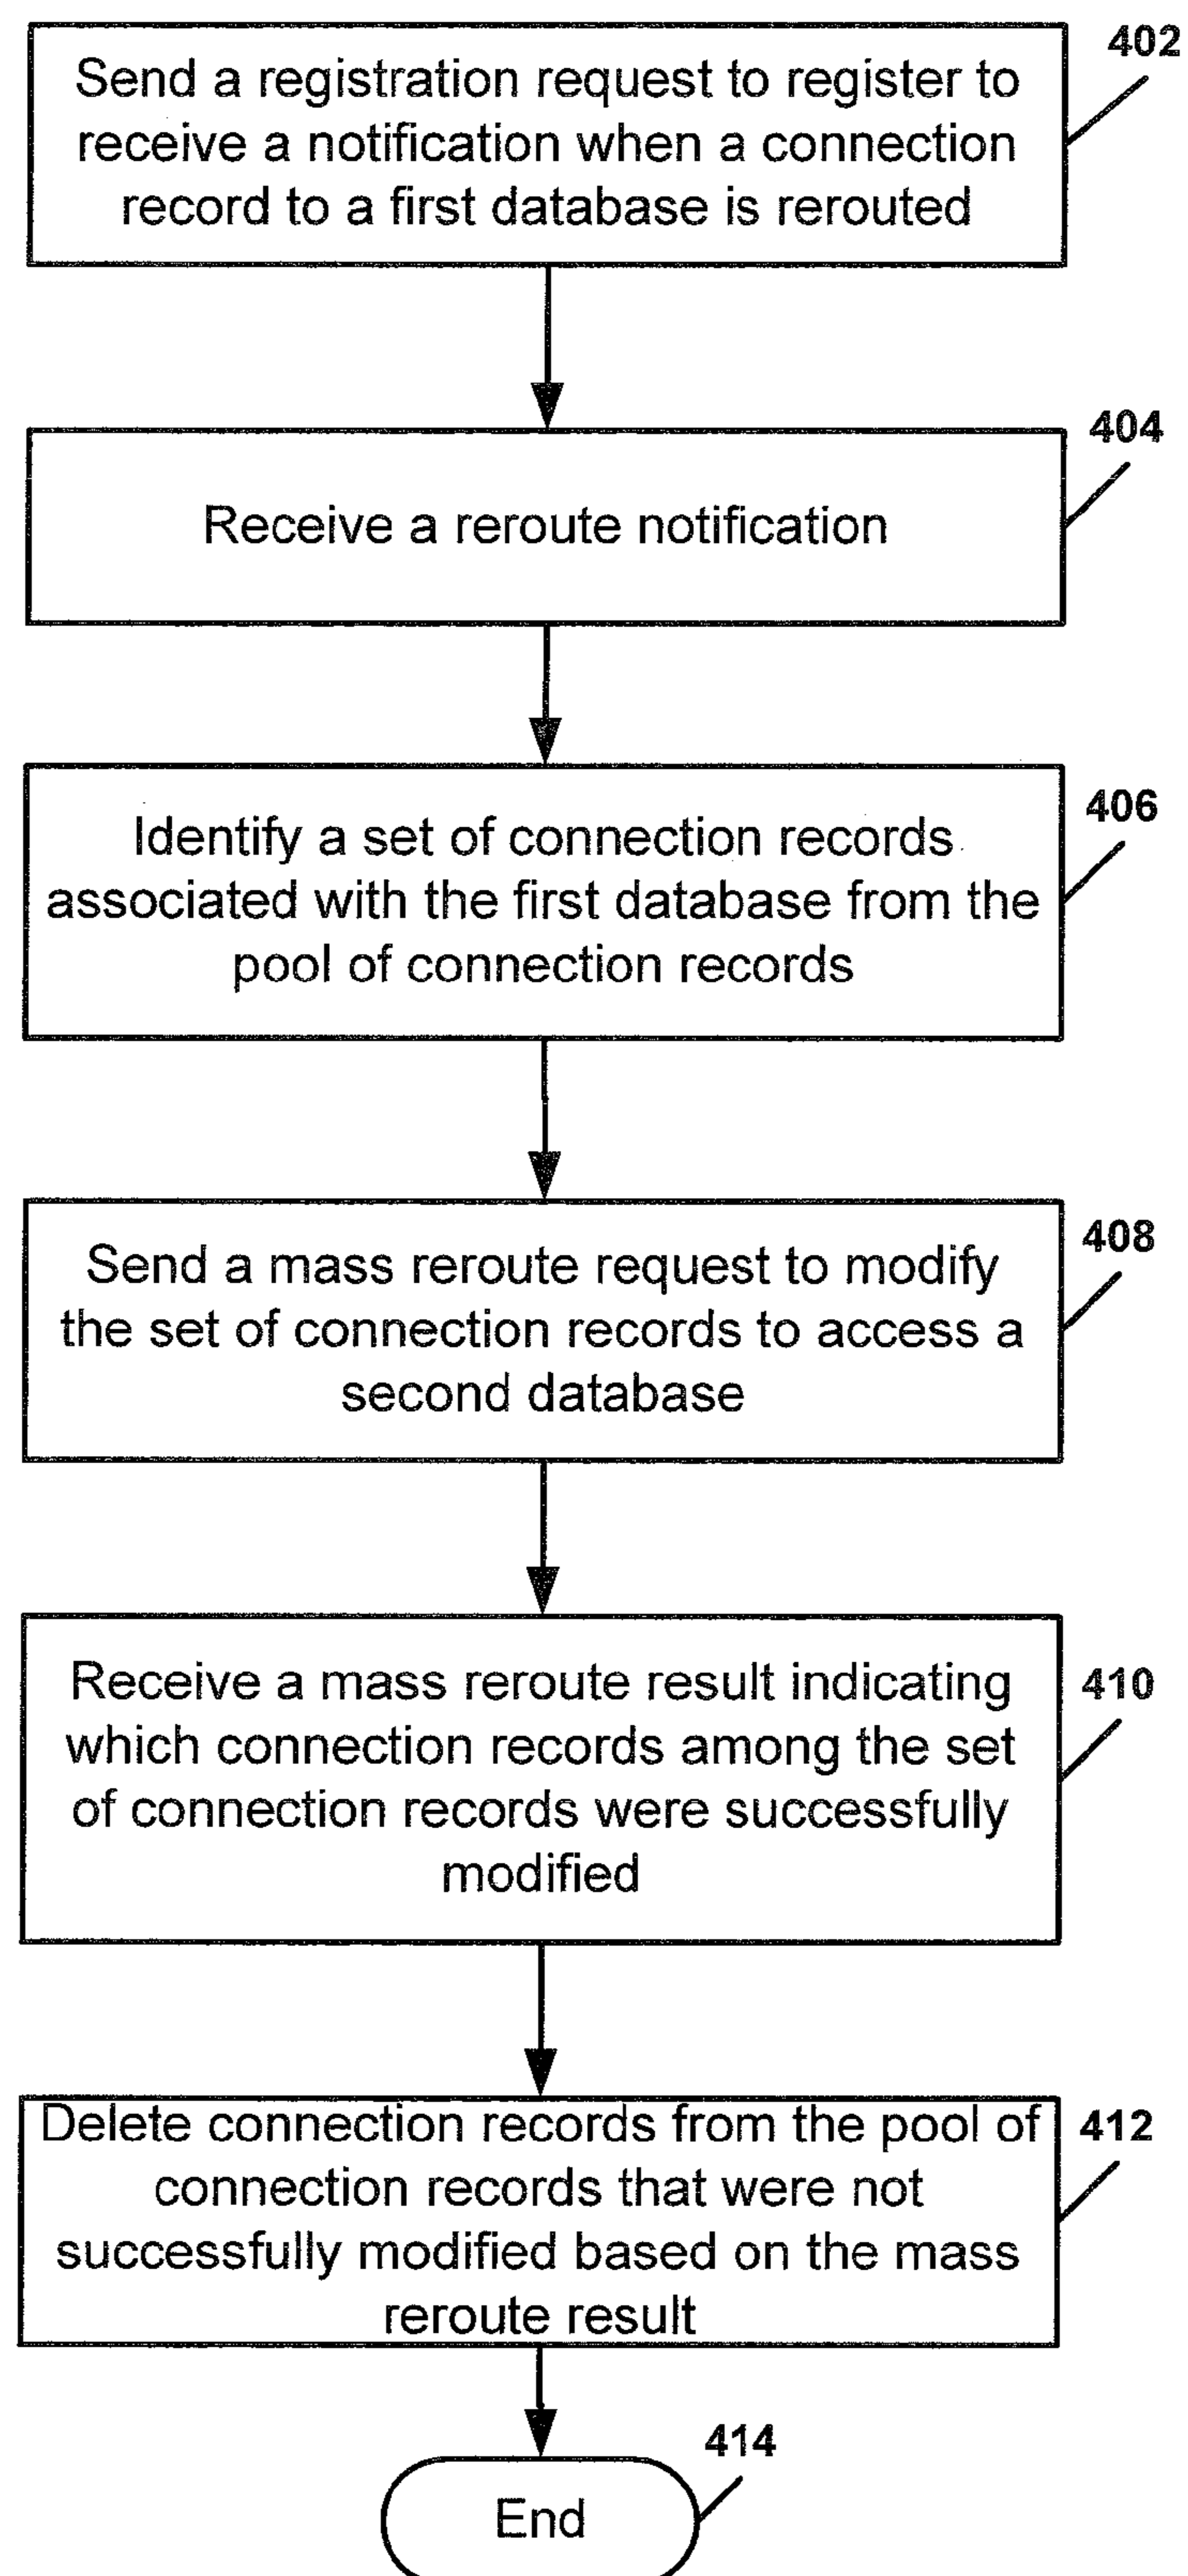 402
Send a registration request to register to
receive a notification when a connection
record to a first database is rerouted
404
Receive a reroute notification
406
Identify a set of connection records
associated with the first database from the
pool of connection records
408
Send a mass reroute request to modify
the set of connection records to access a
second database
410
Receive a mass reroute result indicating
which connection records among the set
of connection records were successfully
modified
412
Delete connection records from the pool of
connection records that were not
successfully modified based on the mass
reroute result
414
End